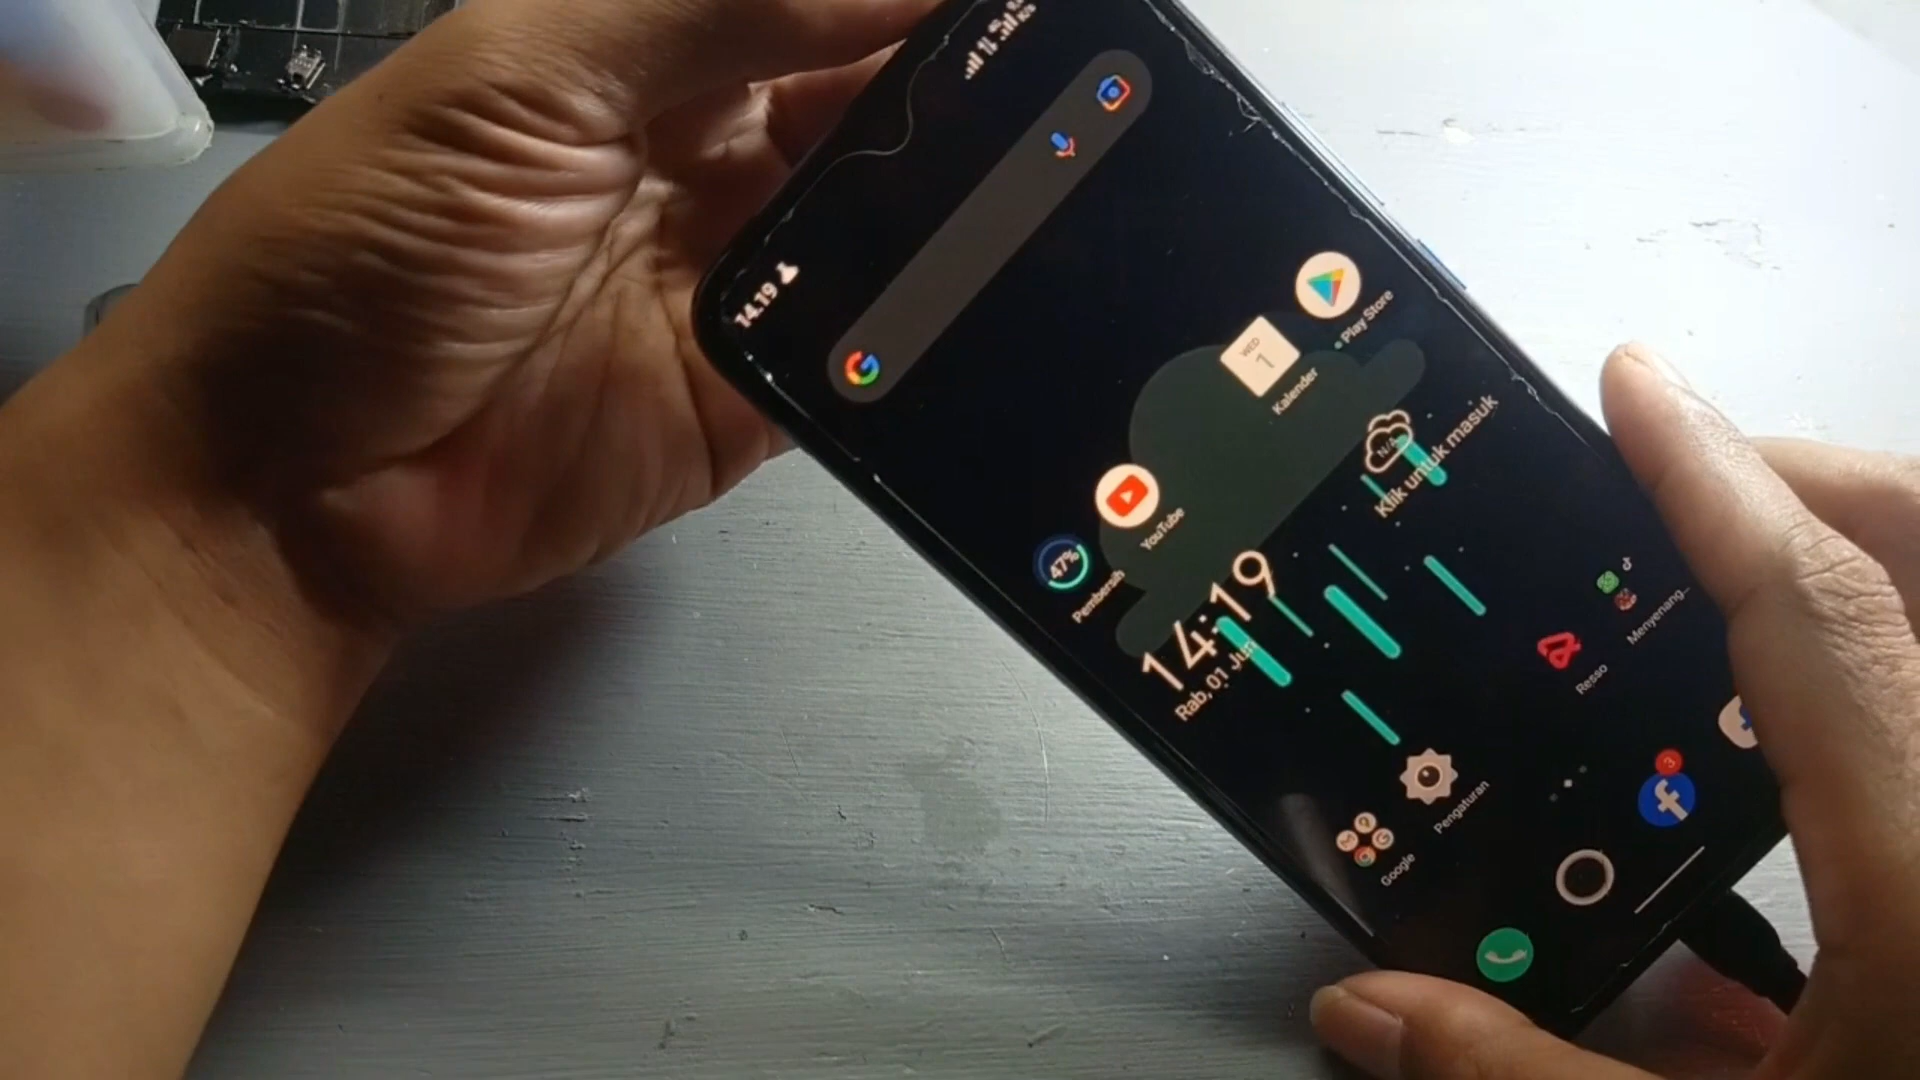 14.19
Play Store
WED
1
Kalender
N/A
Klik untuk masuk
YouTube
47%
Pembersih
14:19
Rab, 01 Jun
Menyenang...
Resso
3
Pengaturan
Google